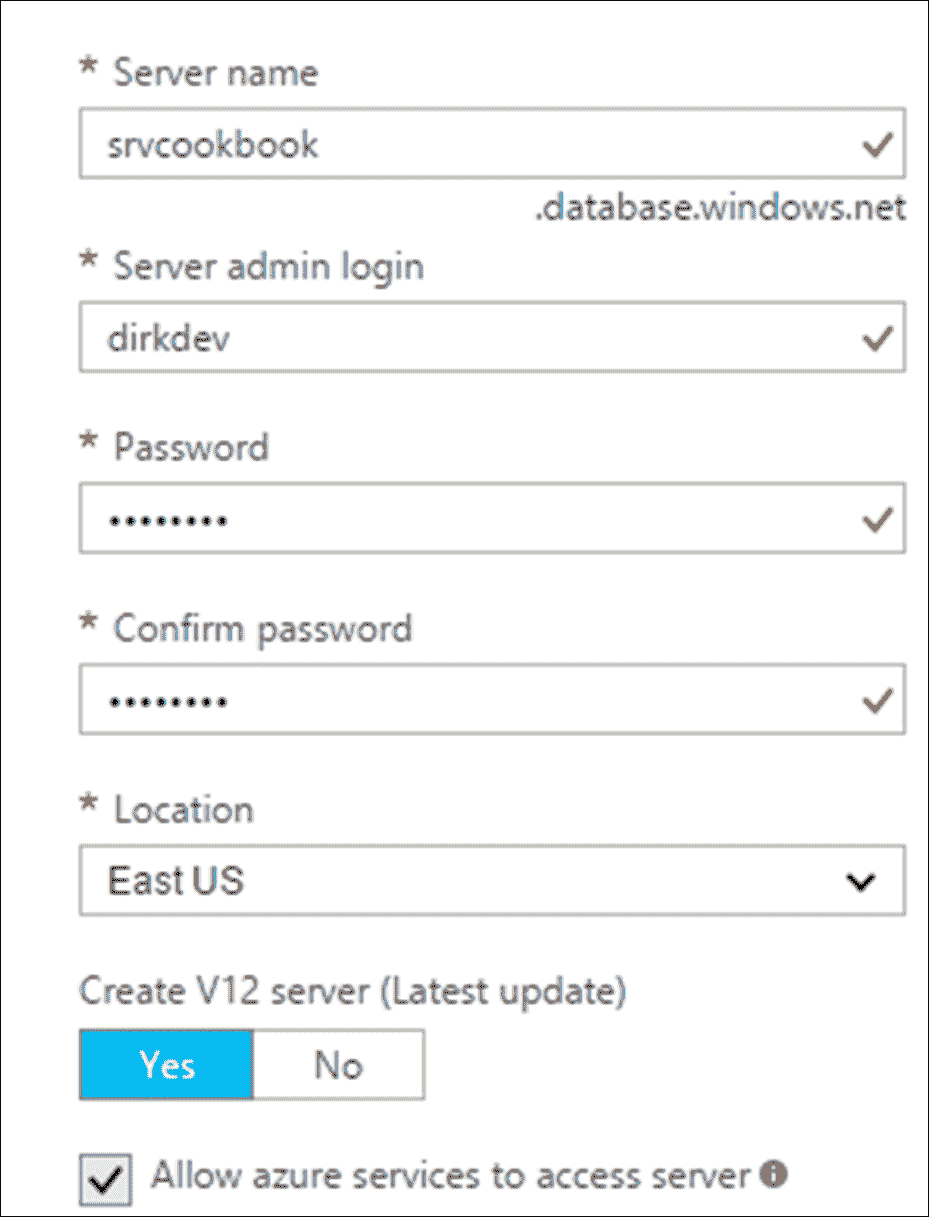 * Server name
srvcookbook
.database.windows.net
* Server admin login
dirkdev
* Password
••••••••
* Confirm password
••••••••
* Location
East US
Create V12 server (Latest update)
Yes No
Allow azure services to access server